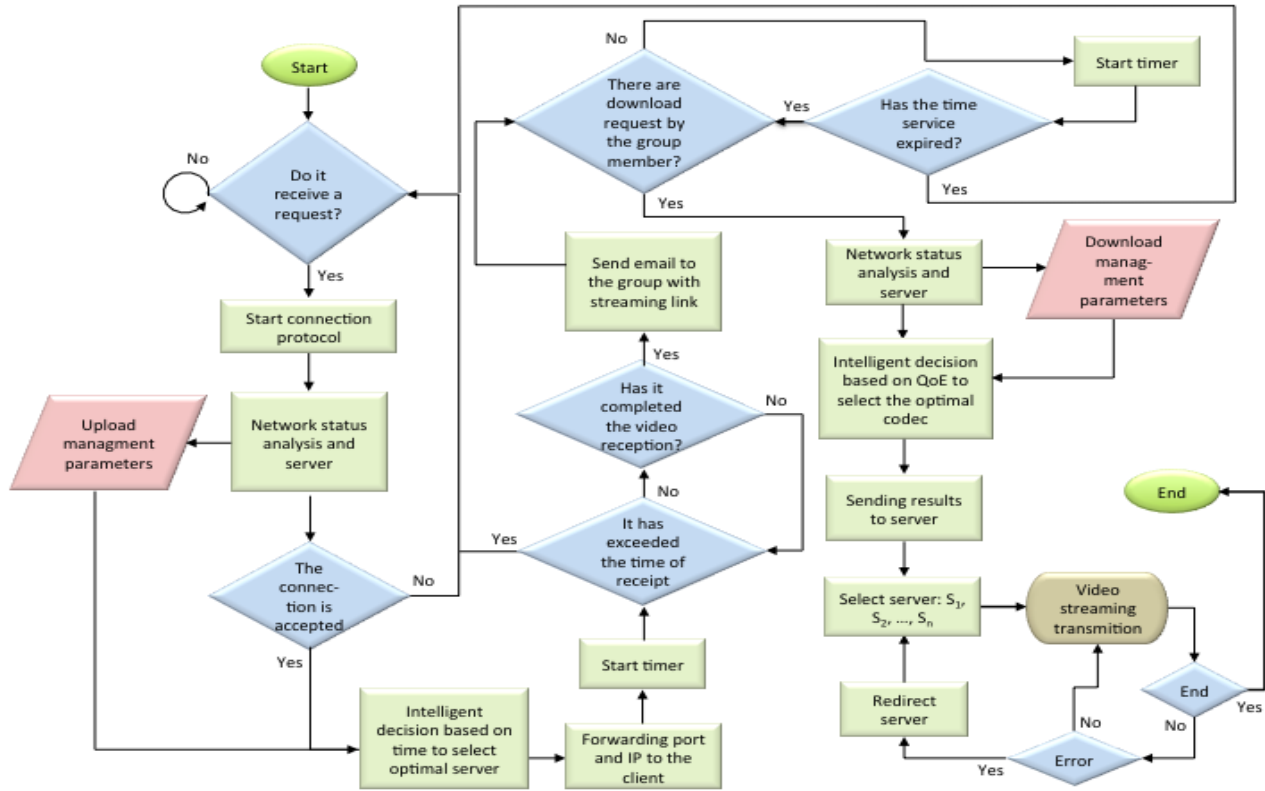 Start
No
Do it
receive a
request?
Yes
Start connection
protocol
Network status
analysis and
server
Upload
managment
parameters
The
connec-
tion is
accepted
No
Yes
Intelligent
decision based on
time to select
optimal server
Forwarding port
and IP to the
client
Start timer
It has
exceeded
the time of
receipt
Yes
No
Has it
completed
the video
reception?
No
Yes
Send email to
the group with
streaming link
There are
download
request by
the group
member?
No
Yes
Start timer
Has the time
service
expired?
Yes
Yes
Network status
analysis and
server
Download
manag-
ment
parameters
Intelligent decision
based on QoE to
select the optimal
codec
Sending results
to server
Select server: S₁,
S₂, ..., Sₙ
Video
streaming
transmition
End
Yes
No
End
Error
No
Yes
Redirect
server